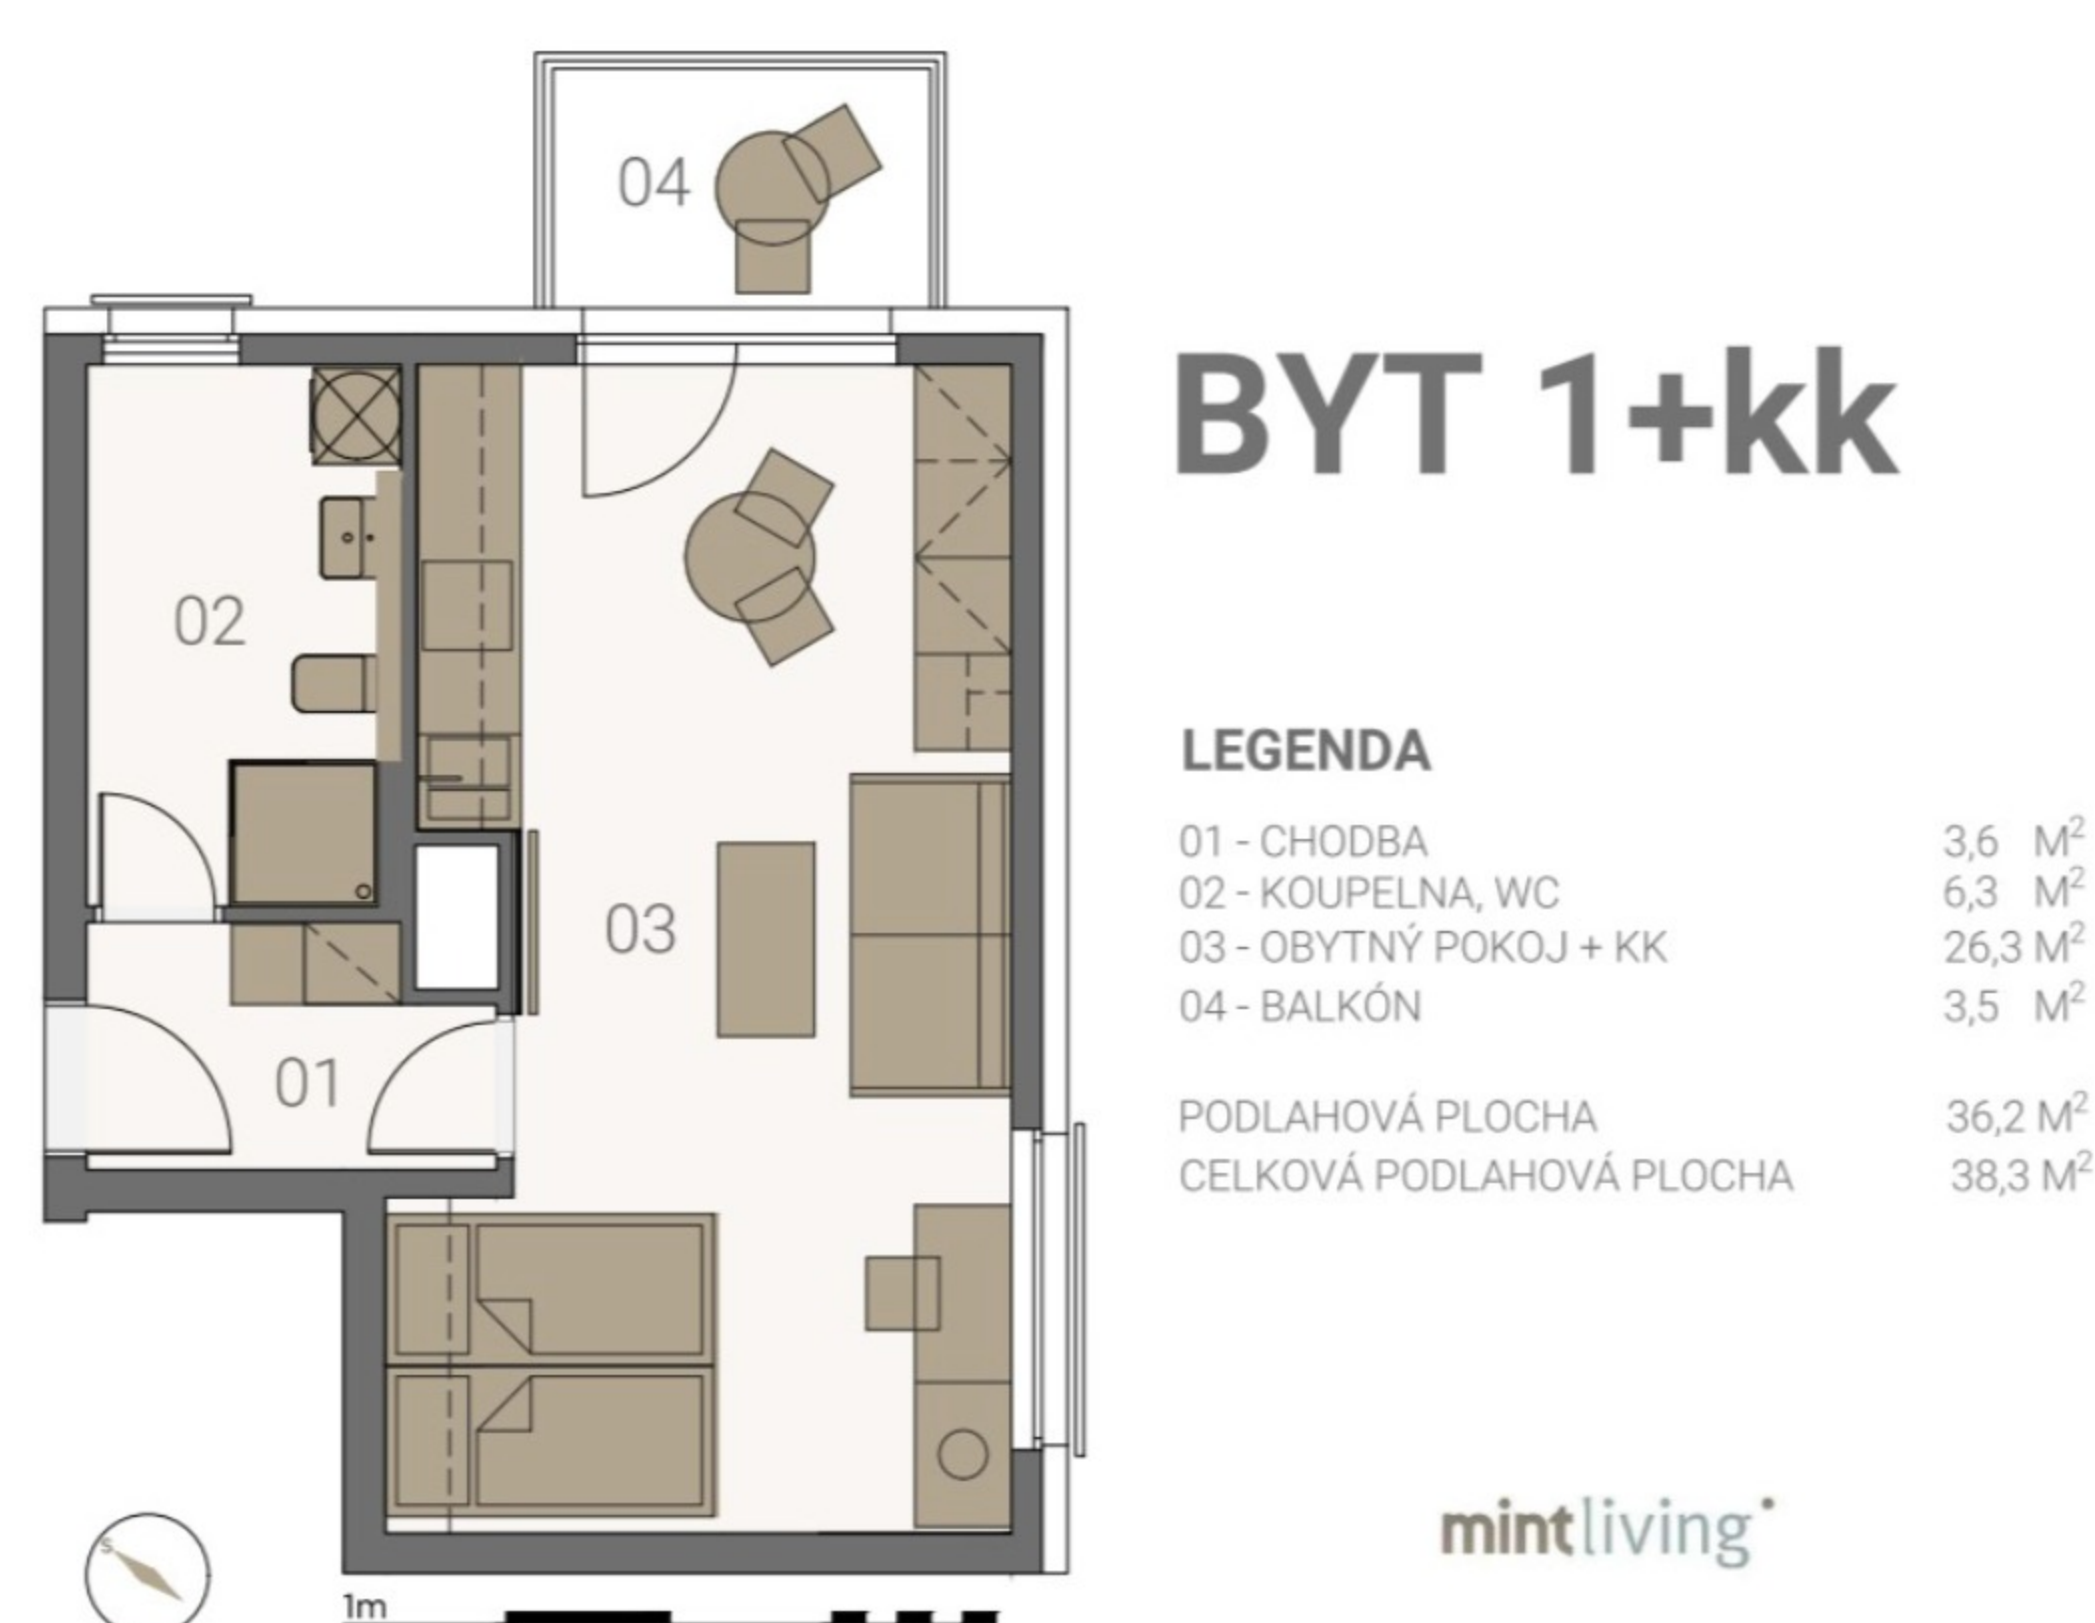 04
BYT 1+kk
02
LEGENDA
01 - CHODBA 3,6 M²
02 - KOUPELNA, WC 6,3 M²
03 - OBYTNÝ POKOJ + KK 26,3 M²
03
04 - BALKÓN 3,5 M²
01
PODLAHOVÁ PLOCHA 36,2 M²
CELKOVÁ PODLAHOVÁ PLOCHA 38,3 M²
mintliving
S
1m